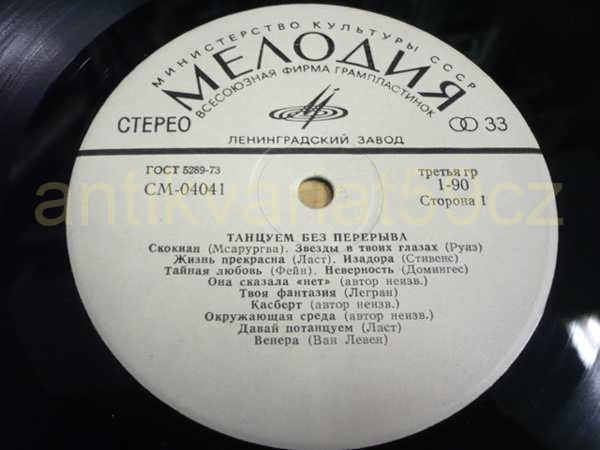 МИНИСТЕРСТВО КУЛЬТУРЫ СССР
МЕЛОДИЯ
ВСЕСОЮЗНАЯ ФИРМА ГРАМПЛАСТИНОК
СТЕРЕО
33
ЛЕНИНГРАДСКИЙ ЗАВОД
ГОСТ 5289-73
СМ-04041
третья гр
1-90
Сторона 1
antikvariat59cz
ТАНЦУЕМ БЕЗ ПЕРЕРЫВА
Скокиан (Мсарургва). Звезды в твоих глазах (Руиз)
Жизнь прекрасна (Ласт). Изадора (Стивенс)
Тайная любовь (Фейн). Неверность (Домингес)
Она сказала «нет» (автор неизв.)
Твоя фантазия (Легран)
Касберт (автор неизв.)
Окружающая среда (автор неизв.)
Давай потанцуем (Ласт)
Венера (Ван Левен)